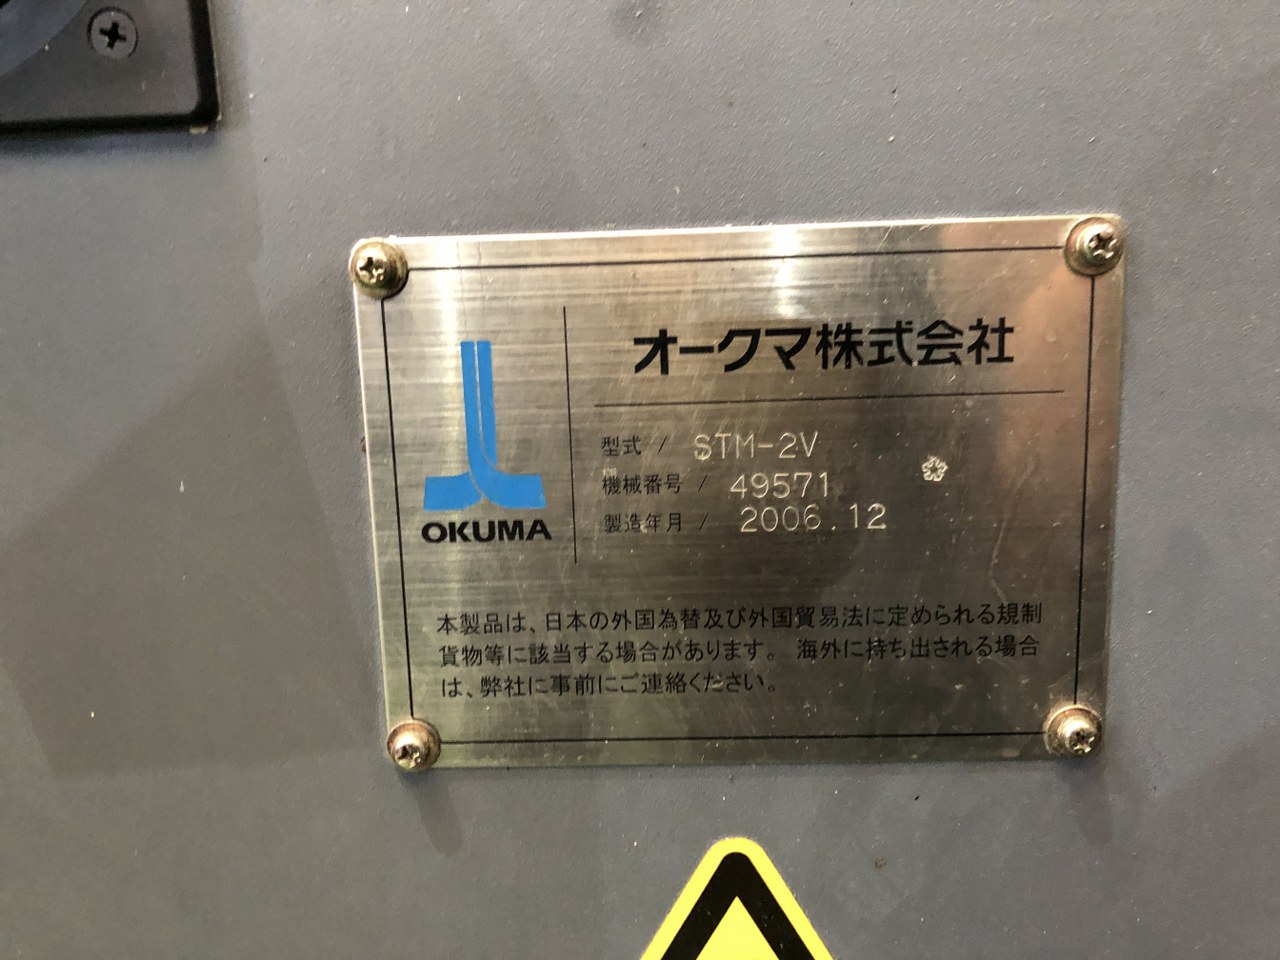 オークマ株式会社
OKUMA
型式 / STM-2V
機械番号 / 49571
製造年月 / 2006.12
本製品は、日本の外国為替及び外国貿易法に定められる規制
貨物等に該当する場合があります。 海外に持ち出される場合
は、弊社に事前にご連絡ください。